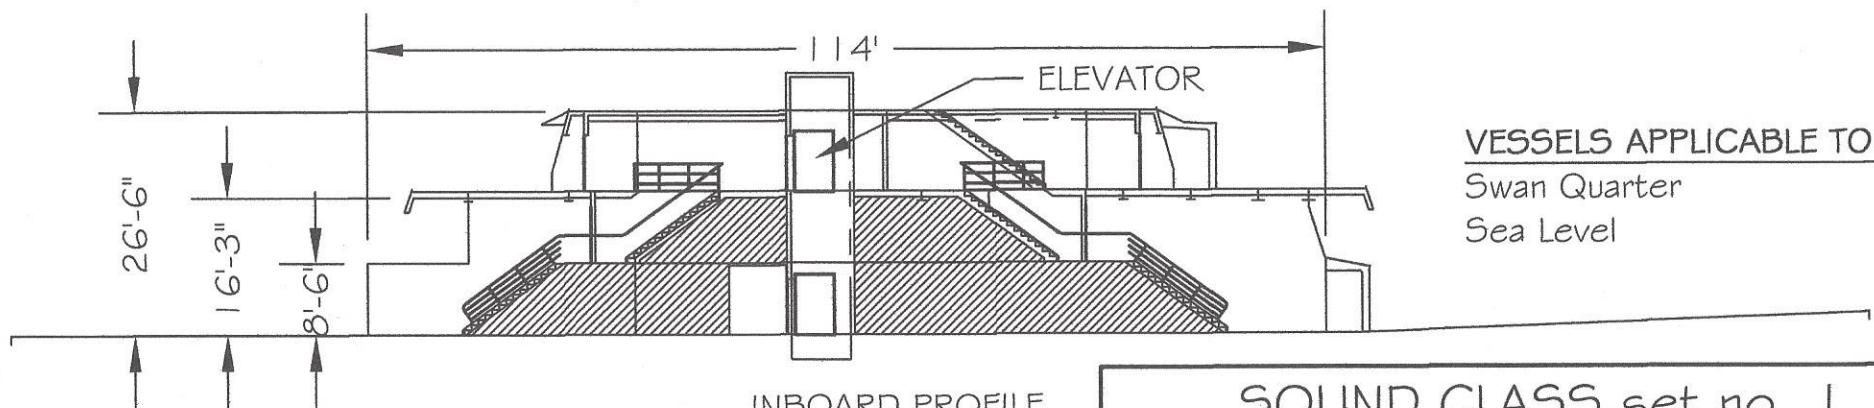 114'
ELEVATOR
VESSELS APPLICABLE TO
Swan Quarter
Sea Level
26'-6"
16'-3"
8'-6"
INBOARD PROFILE
SOUND CLASS set no. 1